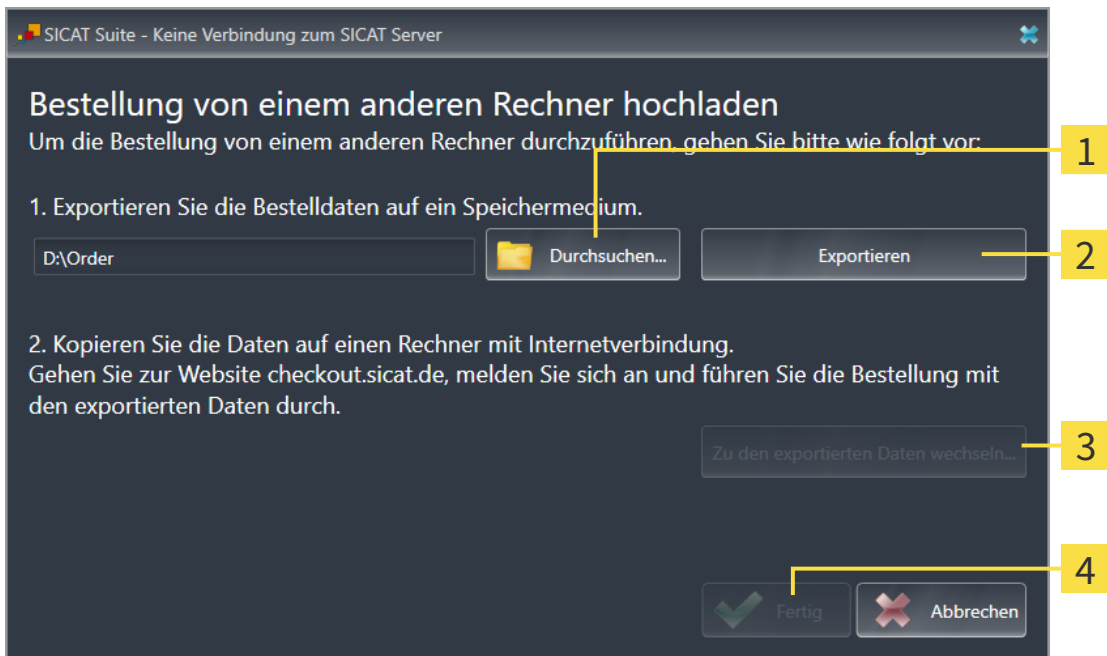 SICAT Suite - Keine Verbindung zum SICAT Server
Bestellung von einem anderen Rechner hochladen
Um die Bestellung von einem anderen Rechner durchzuführen, gehen Sie bitte wie folgt vor:
1
1. Exportieren Sie die Bestelldaten auf ein Speichermedium.
D:\Order Durchsuchen... Exportieren 2
2. Kopieren Sie die Daten auf einen Rechner mit Internetverbindung.
Gehen Sie zur Website checkout.sicat.de, melden Sie sich an und führen Sie die Bestellung mit
den exportierten Daten durch.
Zu den exportierten Daten wechseln... 3
4
Fertig Abbrechen